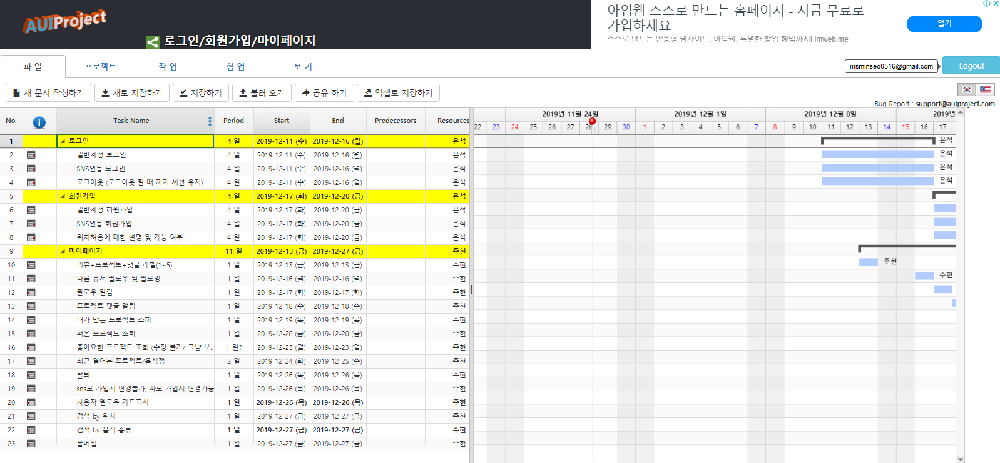 AUIProject
로그인/회원가입/마이페이지
아임웹 스스로 만드는 홈페이지 - 지금 무료로
가입하세요
스스로 만드는 반응형 웹사이트, 아임웹. 특별한 창업 혜택까지! imweb.me
열기
파 일 프로젝트 작 업 협 업 보 기
msminseo0516@gmail.com Logout
새 문서 작성하기 새로 저장하기 저장하기 불러 오기 공유 하기 엑셀로 저장하기
Bug Report : support@auiproject.com
No. Task Name Period Start End Predecessors Resources
2019년 11월 24일 2019년 12월 1일 2019년 12월 8일 2019년
22 23 24 25 26 27 28 29 30 1 2 3 4 5 6 7 8 9 10 11 12 13 14 15 16 17
1 로그인 4 일 2019-12-11 (수) 2019-12-16 (월) 은석 은석
2 일반계정 로그인 4 일 2019-12-11 (수) 2019-12-16 (월) 은석 은석
3 SNS연동 로그인 4 일 2019-12-11 (수) 2019-12-16 (월) 은석 은석
4 로그아웃 (로그아웃 할 때 까지 세션 유지) 4 일 2019-12-11 (수) 2019-12-16 (월) 은석 은석
5 회원가입 4 일 2019-12-17 (화) 2019-12-20 (금) 은석
6 일반계정 회원가입 4 일 2019-12-17 (화) 2019-12-20 (금) 은석
7 SNS연동 회원가입 4 일 2019-12-17 (화) 2019-12-20 (금) 은석
8 위치허용에 대한 설명 및 가능 여부 4 일 2019-12-17 (화) 2019-12-20 (금) 은석
9 마이페이지 11 일 2019-12-13 (금) 2019-12-27 (금) 주현
10 리뷰+프로젝트+댓글 레벨(1~5) 1 일 2019-12-13 (금) 2019-12-13 (금) 주현 주현
11 다른 유저 팔로우 및 팔로잉 1 일 2019-12-16 (월) 2019-12-16 (월) 주현 주현
12 팔로우 알림 1 일 2019-12-17 (화) 2019-12-17 (화) 주현
13 프로젝트 댓글 알림 1 일 2019-12-18 (수) 2019-12-18 (수) 주현
14 내가 만든 프로젝트 조회 1 일 2019-12-19 (목) 2019-12-19 (목) 주현
15 퍼온 프로젝트 조회 1 일 2019-12-20 (금) 2019-12-20 (금) 주현
16 좋아요한 프로젝트 조회 (수정 불가/ 그냥 보... 1 일? 2019-12-23 (월) 2019-12-23 (월) 주현
17 최근 열어본 프로젝트/음식점 2 일 2019-12-24 (화) 2019-12-25 (수) 주현
18 탈퇴 1 일 2019-12-26 (목) 2019-12-26 (목) 주현
19 sns로 가입시 변경불가, 따로 가입시 변경가능 1 일 2019-12-26 (목) 2019-12-26 (목) 주현
20 사용자 옐로우 카드표시 1 일 2019-12-26 (목) 2019-12-26 (목) 주현
21 검색 by 위치 1 일 2019-12-27 (금) 2019-12-27 (금) 주현
22 검색 by 음식 종류 1 일 2019-12-27 (금) 2019-12-27 (금) 주현
23 폼메일 1 일 2019-12-27 (금) 2019-12-27 (금) 주현